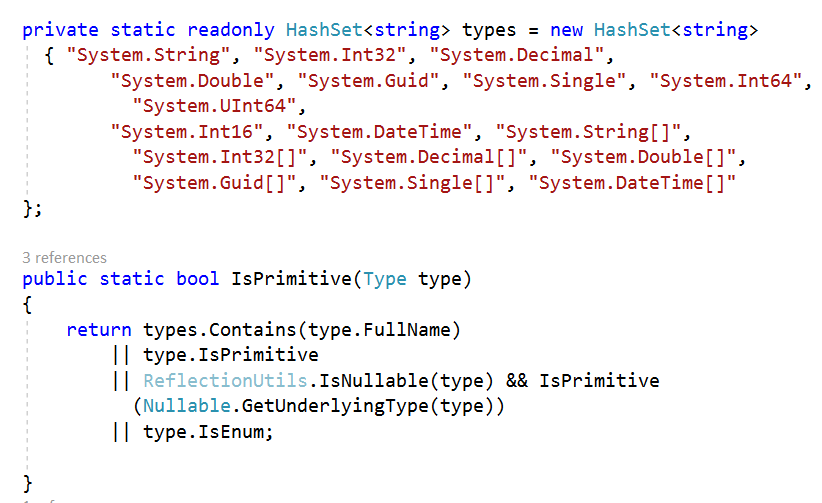 private static readonly HashSet<string> types = new HashSet<string>
{ "System.String", "System.Int32", "System.Decimal",
"System.Double", "System.Guid", "System.Single", "System.Int64",
"System.UInt64",
"System.Int16", "System.DateTime", "System.String[]",
"System.Int32[]", "System.Decimal[]", "System.Double[]",
"System.Guid[]", "System.Single[]", "System.DateTime[]"
};
3 references
public static bool IsPrimitive(Type type)
{
return types.Contains(type.FullName)
|| type.IsPrimitive
|| ReflectionUtils.IsNullable(type) && IsPrimitive
(Nullable.GetUnderlyingType(type))
|| type.IsEnum;
}